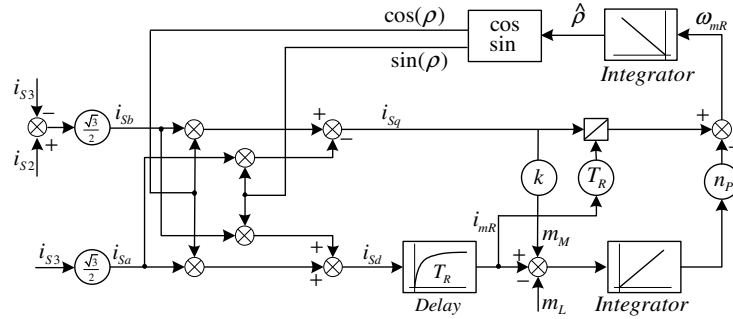 cos(ρ)
cos
sin
ρ̂
ω_mR
sin(ρ)
Integrator
i_S3
−
√3/2
i_Sb
+
i_S2
+
−
i_Sq
+
−
k
T_R
n_P
i_mR
m_M
i_S3
√3/2
i_Sa
+
+
i_Sd
T_R
+
−
Delay
m_L
Integrator